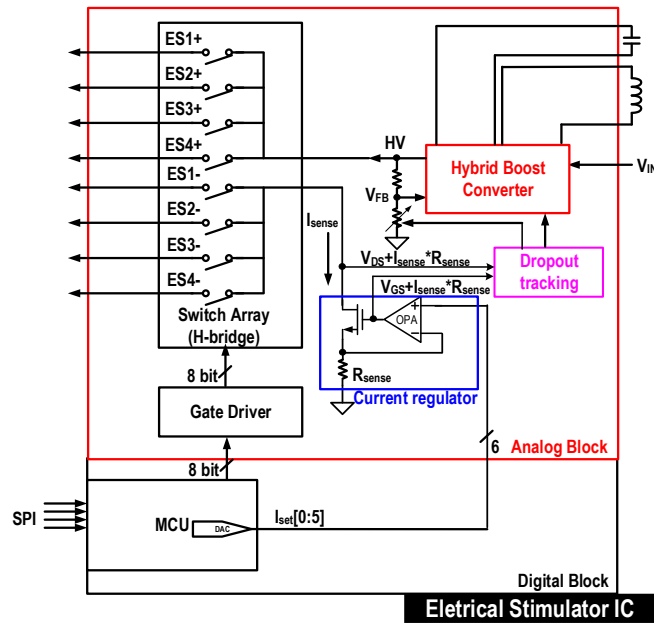 ES1+
ES2+
ES3+
ES4+
ES1-
ES2-
ES3-
ES4-
Switch Array
(H-bridge)
HV
VFB
Isense
Hybrid Boost
Converter
VIN
Dropout
tracking
VDS+Isense*Rsense
VGS+Isense*Rsense
OPA
+
−
Rsense
Current regulator
8 bit
Gate Driver
8 bit
6
Analog Block
SPI
MCU
DAC
Iset[0:5]
Digital Block
Eletrical Stimulator IC